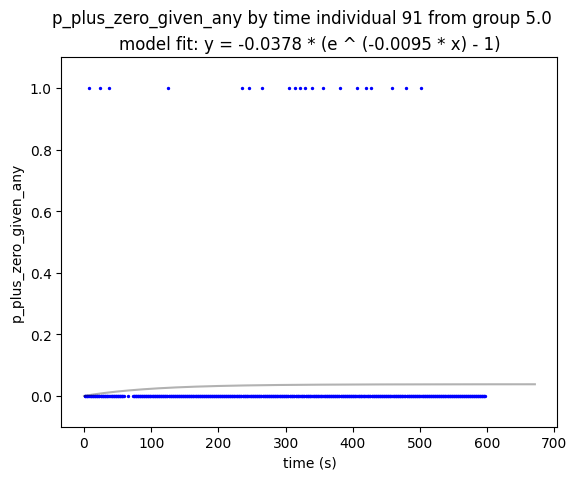 p_plus_zero_given_any by time individual 91 from group 5.0
model fit: y = -0.0378 * (e ^ (-0.0095 * x) - 1)
1.0
0.8
0.6
0.4
0.2
0.0
p_plus_zero_given_any
0 100 200 300 400 500 600 700
time (s)